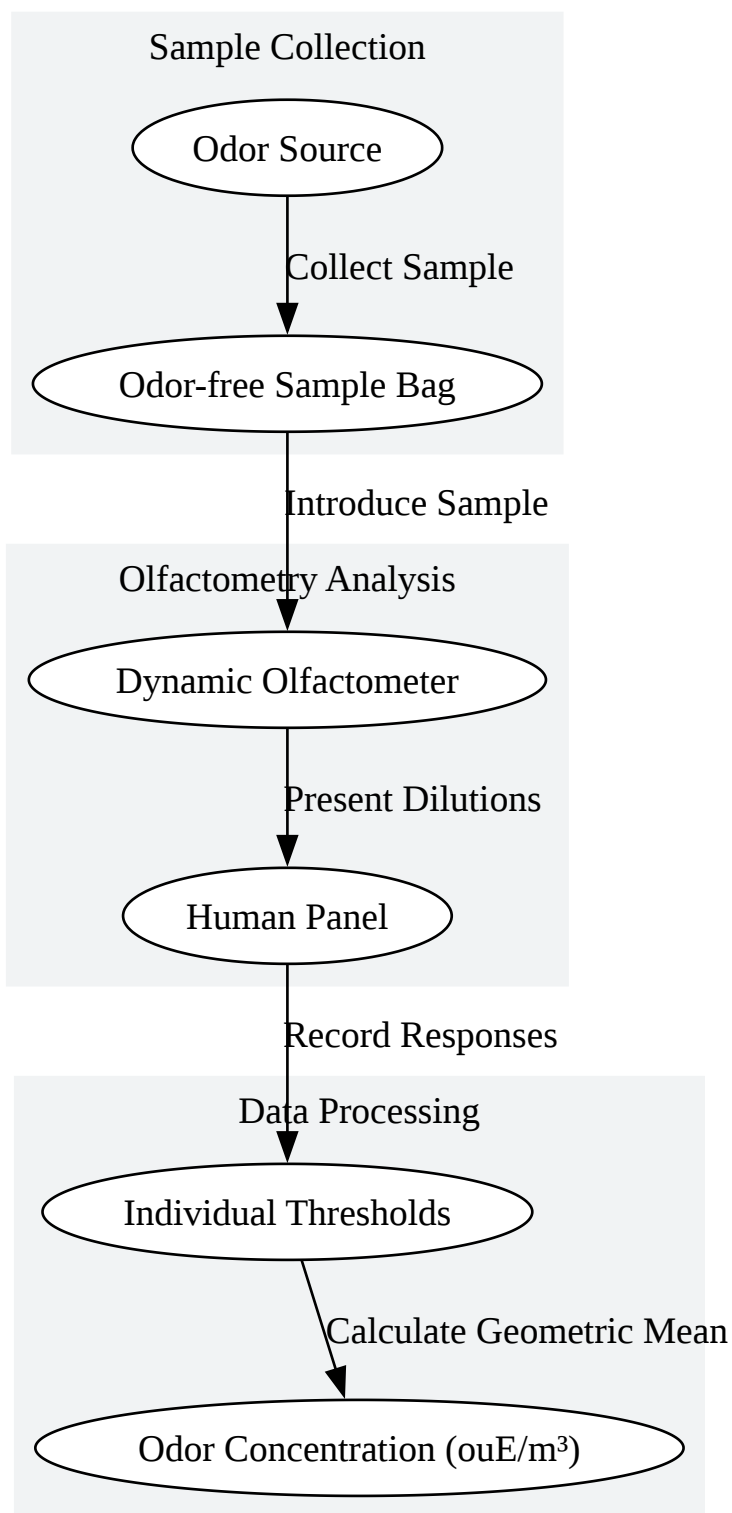 Sample Collection
Odor Source
Collect Sample
Odor-free Sample Bag
Introduce Sample
Olfactometry Analysis
Dynamic Olfactometer
Present Dilutions
Human Panel
Record Responses
Data Processing
Individual Thresholds
Calculate Geometric Mean
Odor Concentration (ouE/m³)